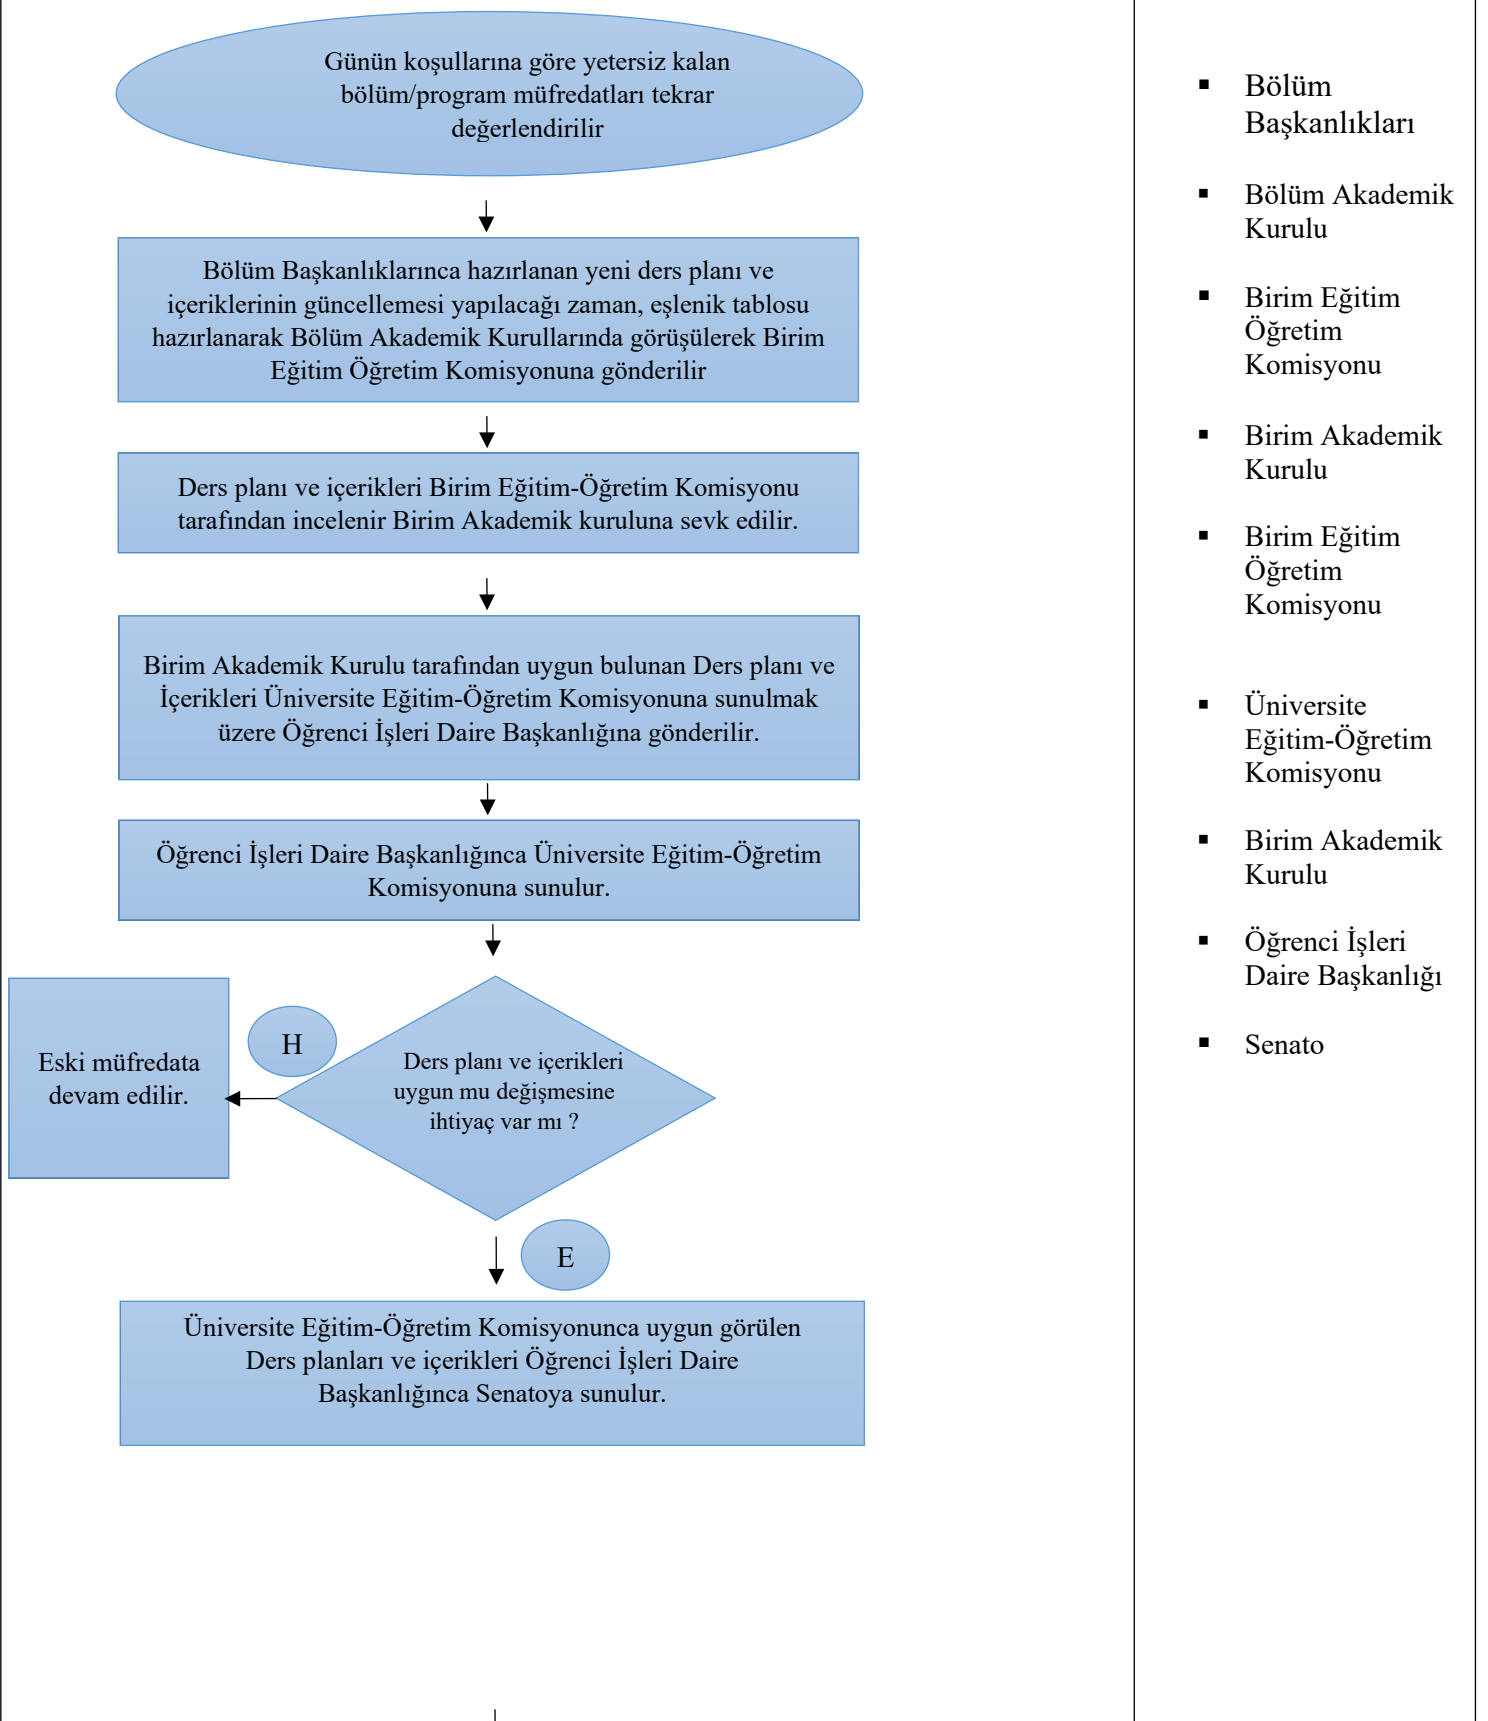 Günün koşullarına göre yetersiz kalan
bölüm/program müfredatları tekrar
değerlendirilir
Bölüm Başkanlıklarınca hazırlanan yeni ders planı ve
içeriklerinin güncellemesi yapılacağı zaman, eşlenik tablosu
hazırlanarak Bölüm Akademik Kurullarında görüşülerek Birim
Eğitim Öğretim Komisyonuna gönderilir
Ders planı ve içerikleri Birim Eğitim-Öğretim Komisyonu
tarafından incelenir Birim Akademik kuruluna sevk edilir.
Birim Akademik Kurulu tarafından uygun bulunan Ders planı ve
İçerikleri Üniversite Eğitim-Öğretim Komisyonuna sunulmak
üzere Öğrenci İşleri Daire Başkanlığına gönderilir.
Öğrenci İşleri Daire Başkanlığınca Üniversite Eğitim-Öğretim
Komisyonuna sunulur.
H
Eski müfredata
devam edilir.
Ders planı ve içerikleri
uygun mu değişmesine
ihtiyaç var mı ?
E
Üniversite Eğitim-Öğretim Komisyonunca uygun görülen
Ders planları ve içerikleri Öğrenci İşleri Daire
Başkanlığınca Senatoya sunulur.
▪ Bölüm
Başkanlıkları
▪ Bölüm Akademik
Kurulu
▪ Birim Eğitim
Öğretim
Komisyonu
▪ Birim Akademik
Kurulu
▪ Birim Eğitim
Öğretim
Komisyonu
▪ Üniversite
Eğitim-Öğretim
Komisyonu
▪ Birim Akademik
Kurulu
▪ Öğrenci İşleri
Daire Başkanlığı
▪ Senato